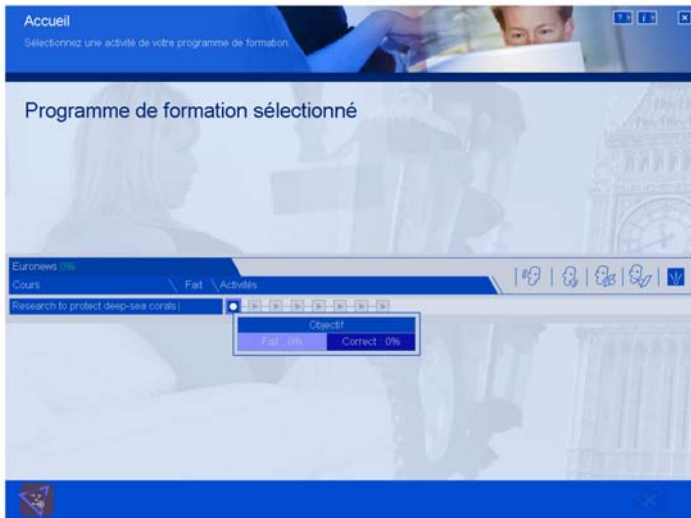 Accueil
Sélectionnez une activité de votre programme de formation.
? i x
Programme de formation sélectionné
Euronews 0%
Cours Fait Activités
Research to protect deep-sea corals
Objectif
Fait : 0% Correct : 0%